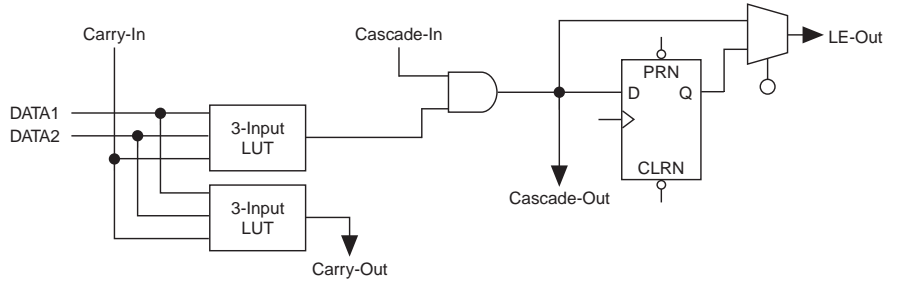 Carry-In
Cascade-In
LE-Out
PRN
DATA1
DATA2
3-Input
LUT
D
Q
CLRN
3-Input
LUT
Cascade-Out
Carry-Out